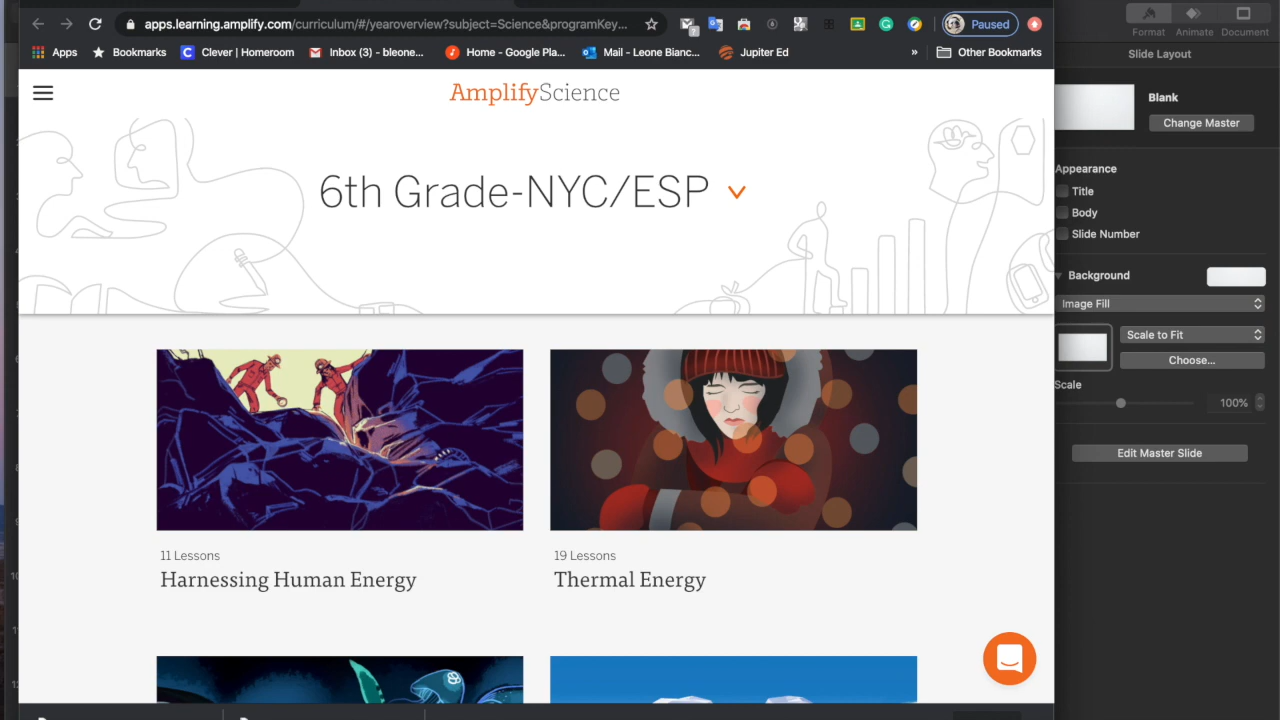 apps.learning.amplify.com/curriculum/#/yearoverview?subject=Science&programKey...
Paused
Apps
Bookmarks
Clever | Homeroom
Inbox (3) - bleone...
Home - Google Pla...
Mail - Leone Bianc...
Jupiter Ed
»
Other Bookmarks
AmplifyScience
6th Grade-NYC/ESP
11 Lessons
Harnessing Human Energy
19 Lessons
Thermal Energy
Format
Animate
Document
Slide Layout
Blank
Change Master
Appearance
Title
Body
Slide Number
Background
Image Fill
Scale to Fit
Choose...
Scale
100%
Edit Master Slide